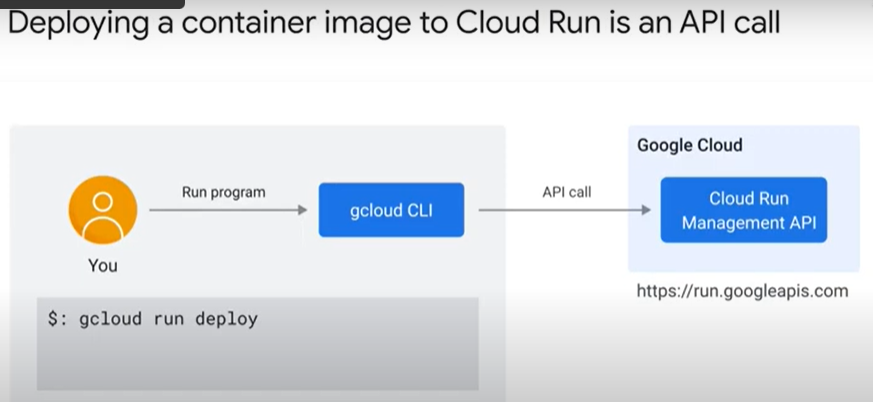 Deploying a container image to Cloud Run is an API call
Google Cloud
Run program
API call
gcloud CLI
Cloud Run
Management API
You
https://run.googleapis.com
$: gcloud run deploy